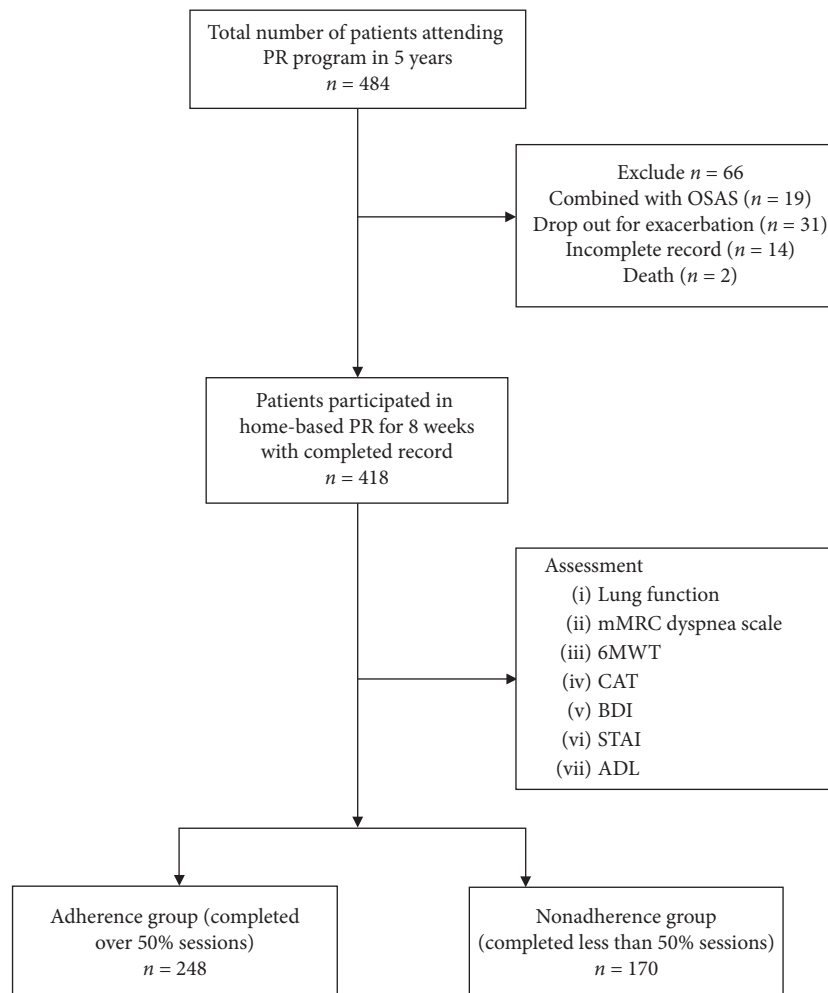 Total number of patients attending
PR program in 5 years
n = 484
Exclude n = 66
Combined with OSAS (n = 19)
Drop out for exacerbation (n = 31)
Incomplete record (n = 14)
Death (n = 2)
Patients participated in
home-based PR for 8 weeks
with completed record
n = 418
Assessment
(i) Lung function
(ii) mMRC dyspnea scale
(iii) 6MWT
(iv) CAT
(v) BDI
(vi) STAI
(vii) ADL
Adherence group (completed
over 50% sessions)
n = 248
Nonadherence group
(completed less than 50% sessions)
n = 170